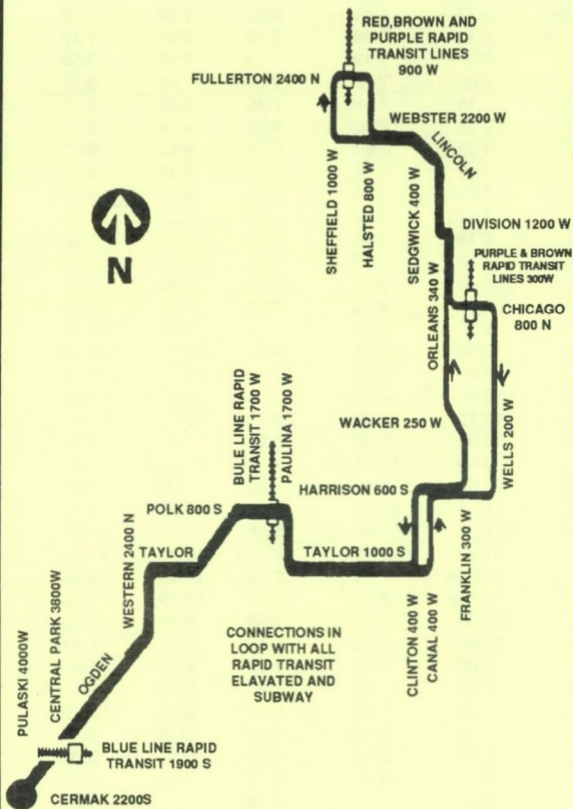 RED,BROWN AND
PURPLE RAPID
TRANSIT LINES
900 W
FULLERTON 2400 N
WEBSTER 2200 W
LINCOLN
SHEFFIELD 1000 W
HALSTED 800 W
SEDGWICK 400 W
DIVISION 1200 W
PURPLE & BROWN
RAPID TRANSIT
LINES 300W
N
ORLEANS 340 W
CHICAGO
800 N
WACKER 250 W
WELLS 200 W
BULE LINE RAPID
TRANSIT 1700 W
PAULINA 1700 W
HARRISON 600 S
POLK 800 S
FRANKLIN 300 W
WESTERN 2400 N
TAYLOR
TAYLOR 1000 S
CLINTON 400 W
CANAL 400 W
CONNECTIONS IN
LOOP WITH ALL
RAPID TRANSIT
ELAVATED AND
SUBWAY
PULASKI 4000W
CENTRAL PARK 3800W
OGDEN
BLUE LINE RAPID
TRANSIT 1900 S
CERMAK 2200S